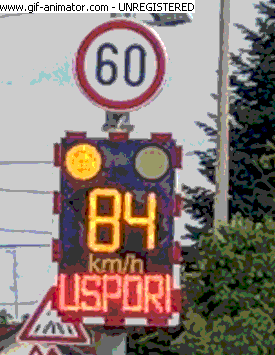 www.gif-animator.com - UNREGISTERED
60
84
km/h
USPORI